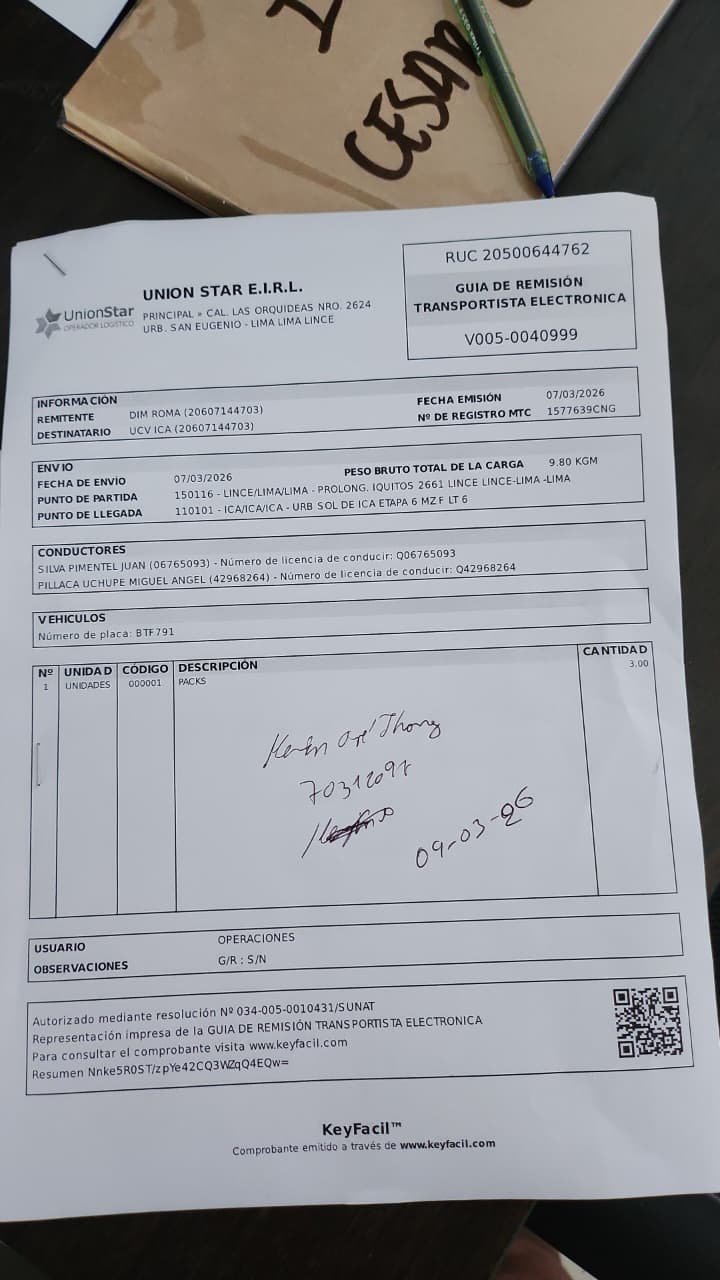 CESAR
UnionStar
OPERADOR LOGISTICO
UNION STAR E.I.R.L.
PRINCIPAL » CAL. LAS ORQUIDEAS NRO. 2624
URB. SAN EUGENIO - LIMA LIMA LINCE
RUC 20500644762
GUIA DE REMISIÓN
TRANSPORTISTA ELECTRONICA
V005-0040999
INFORMACIÓN
REMITENTE DIM ROMA (20607144703) FECHA EMISIÓN 07/03/2026
DESTINATARIO UCV ICA (20607144703) Nº DE REGISTRO MTC 1577639CNG
ENVIO
FECHA DE ENVIO 07/03/2026 PESO BRUTO TOTAL DE LA CARGA 9.80 KGM
PUNTO DE PARTIDA 150116 - LINCE/LIMA/LIMA - PROLONG. IQUITOS 2661 LINCE LINCE-LIMA -LIMA
PUNTO DE LLEGADA 110101 - ICA/ICA/ICA - URB SOL DE ICA ETAPA 6 MZ F LT 6
CONDUCTORES
SILVA PIMENTEL JUAN (06765093) - Número de licencia de conducir: Q06765093
PILLACA UCHUPE MIGUEL ANGEL (42968264) - Número de licencia de conducir: Q42968264
VEHICULOS
Número de placa: BTF791
Nº UNIDAD CÓDIGO DESCRIPCIÓN CANTIDAD
1 UNIDADES 000001 PACKS 3.00
09-03-26
USUARIO OPERACIONES
OBSERVACIONES G/R : S/N
Autorizado mediante resolución Nº 034-005-0010431/SUNAT
Representación impresa de la GUIA DE REMISIÓN TRANSPORTISTA ELECTRONICA
Para consultar el comprobante visita www.keyfacil.com
Resumen Nnke5R0ST/zpYe42CQ3WZqQ4EQw=
KeyFacil™
Comprobante emitido a través de www.keyfacil.com